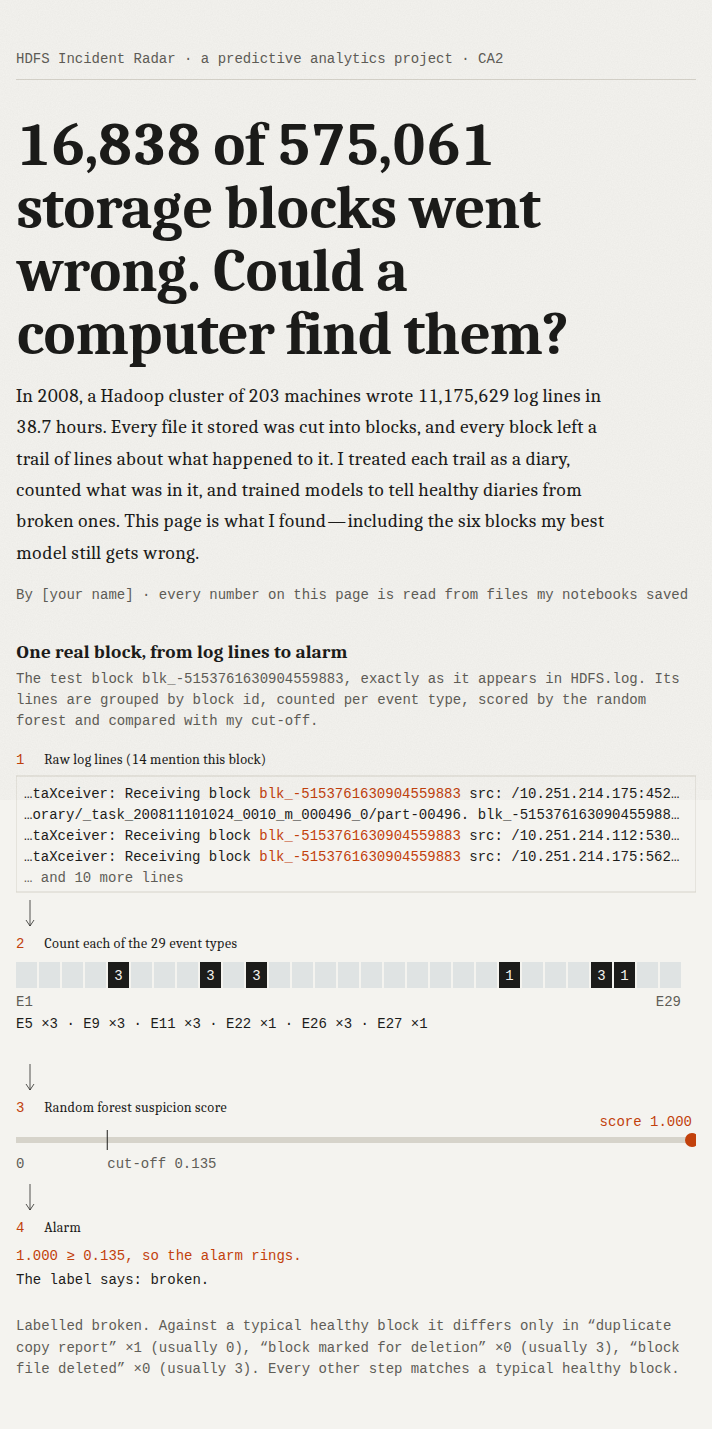 HDFS Incident Radar · a predictive analytics project · CA2
16,838 of 575,061
storage blocks went
wrong. Could a
computer find them?
In 2008, a Hadoop cluster of 203 machines wrote 11,175,629 log lines in
38.7 hours. Every file it stored was cut into blocks, and every block left a
trail of lines about what happened to it. I treated each trail as a diary,
counted what was in it, and trained models to tell healthy diaries from
broken ones. This page is what I found—including the six blocks my best
model still gets wrong.
By [your name] · every number on this page is read from files my notebooks saved
One real block, from log lines to alarm
The test block blk_-5153761630904559883, exactly as it appears in HDFS.log. Its
lines are grouped by block id, counted per event type, scored by the random
forest and compared with my cut-off.
1 Raw log lines (14 mention this block)
…taXceiver: Receiving block blk_-5153761630904559883 src: /10.251.214.175:452…
…orary/_task_200811101024_0010_m_000496_0/part-00496. blk_-515376163090455988…
…taXceiver: Receiving block blk_-5153761630904559883 src: /10.251.214.112:530…
…taXceiver: Receiving block blk_-5153761630904559883 src: /10.251.214.175:562…
… and 10 more lines
2 Count each of the 29 event types
3 3 3 1 3 1
E1 E29
E5 ×3 · E9 ×3 · E11 ×3 · E22 ×1 · E26 ×3 · E27 ×1
3 Random forest suspicion score
score 1.000
0 cut-off 0.135
4 Alarm
1.000 ≥ 0.135, so the alarm rings.
The label says: broken.
Labelled broken. Against a typical healthy block it differs only in “duplicate
copy report” ×1 (usually 0), “block marked for deletion” ×0 (usually 3), “block
file deleted” ×0 (usually 3). Every other step matches a typical healthy block.